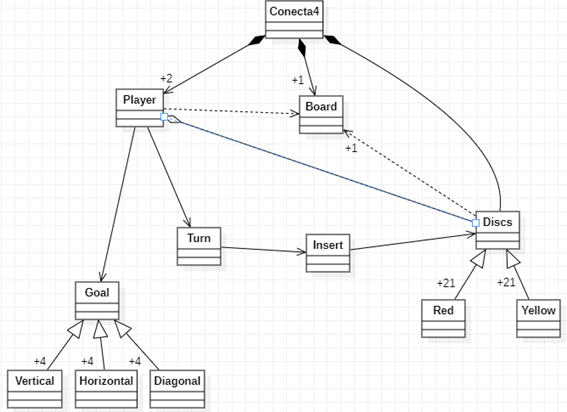 Conecta4
+2
+1
Player
Board
+1
Discs
Turn
Insert
Goal
+21
+21
Red
Yellow
+4
+4
+4
Vertical
Horizontal
Diagonal